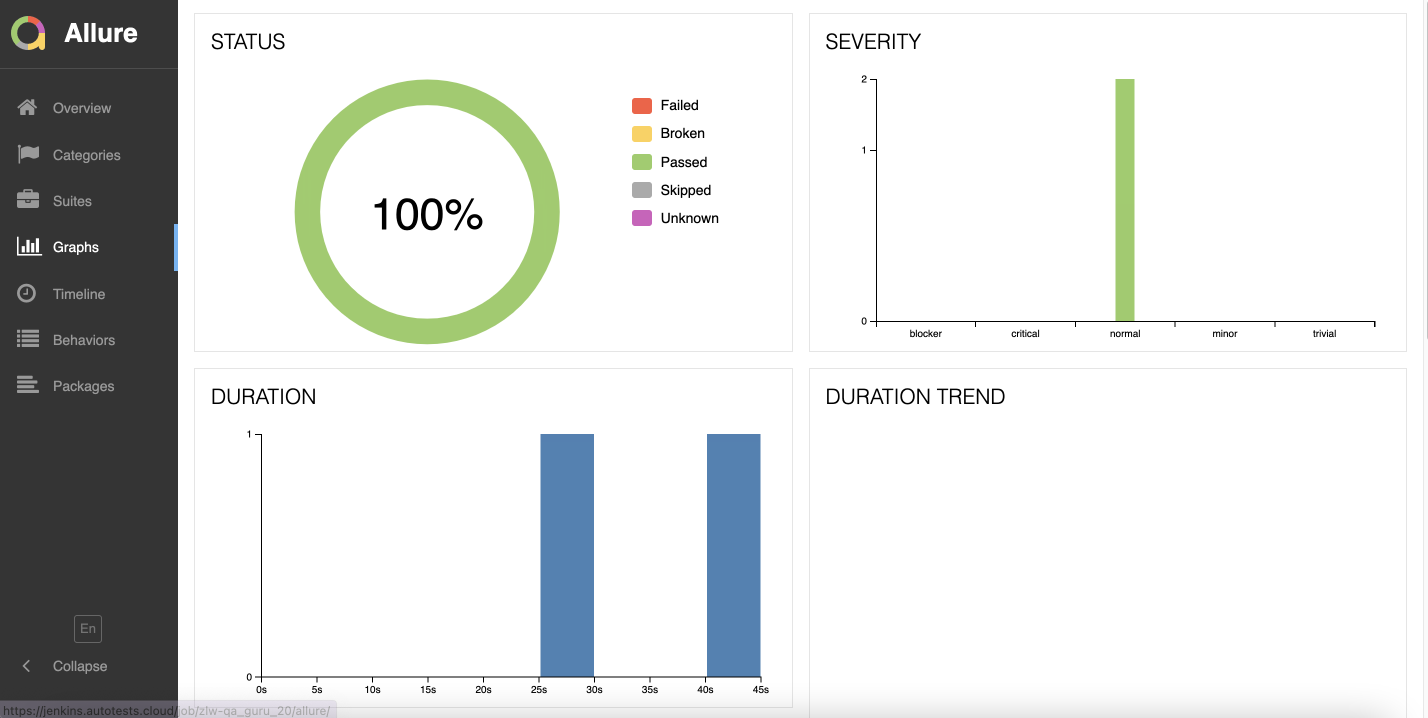 Allure
Overview
Categories
Suites
Graphs
Timeline
Behaviors
Packages
En
Collapse
https://jenkins.autotests.cloud/job/zlw-qa_guru_20/allure/
STATUS
100%
Failed
Broken
Passed
Skipped
Unknown
SEVERITY
2
1
0
blocker critical normal minor trivial
DURATION
1
0
0s 5s 10s 15s 20s 25s 30s 35s 40s 45s
DURATION TREND